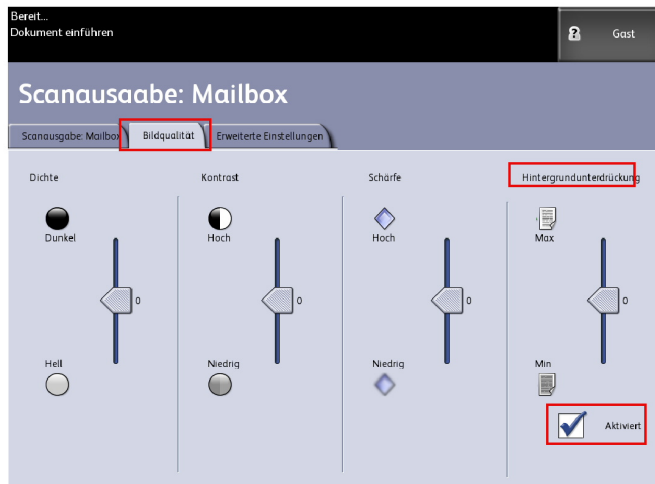 Bereit...
Dokument einführen
Gast
Scanausgabe: Mailbox
Scanausgabe: Mailbox Bildqualität Erweiterte Einstellungen
Dichte Kontrast Schärfe Hintergrundunterdrückung
Dunkel Hoch Hoch Max
0 0 0 0
Hell Niedrig Niedrig Min
Aktiviert